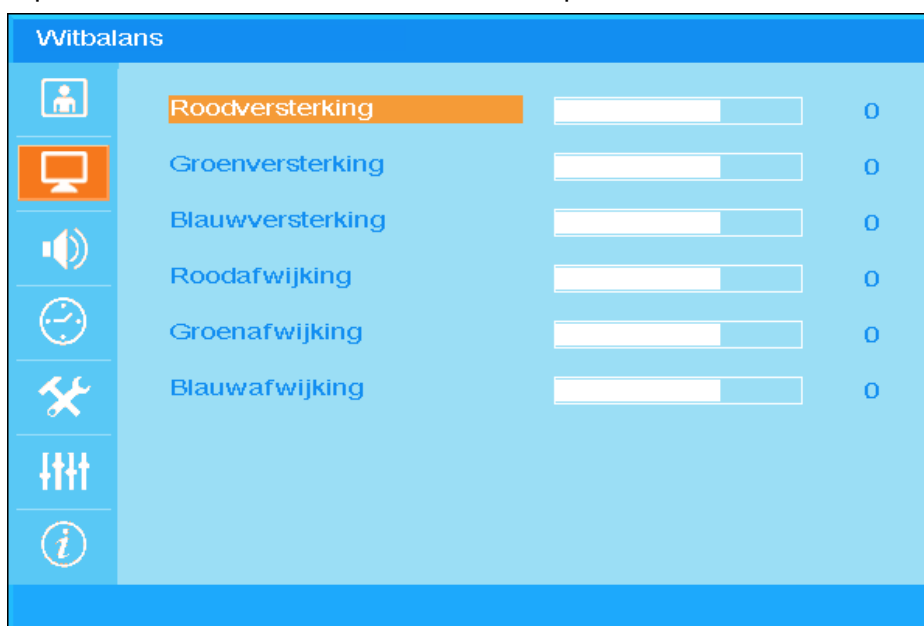 Witbalans
Roodversterking 0
Groenversterking 0
Blauwversterking 0
Roodafwijking 0
Groenafwijking 0
Blauwafwijking 0